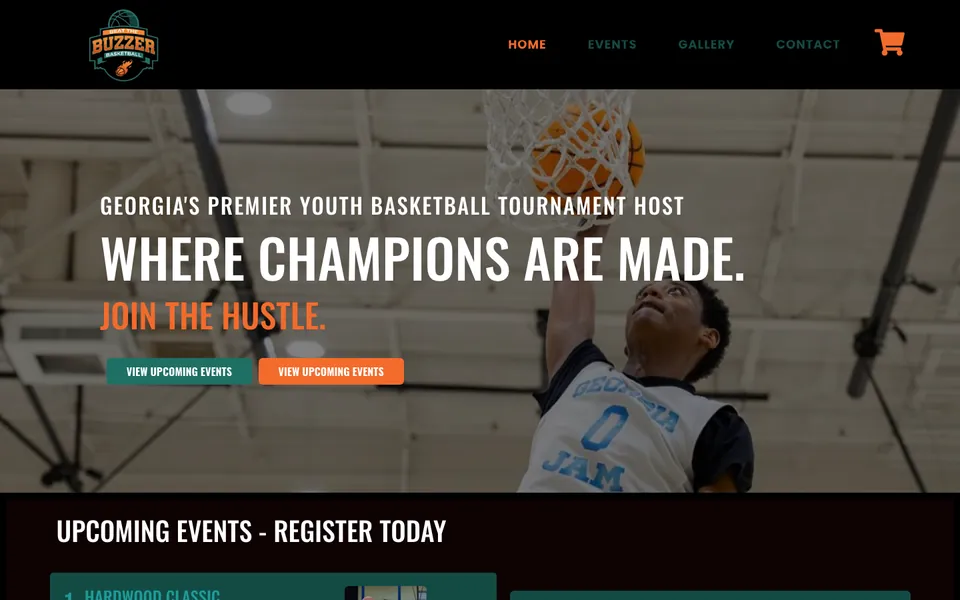 BEAT THE
BUZZER
BASKETBALL
HOME
EVENTS
GALLERY
CONTACT
GEORGIA'S PREMIER YOUTH BASKETBALL TOURNAMENT HOST
WHERE CHAMPIONS ARE MADE.
JOIN THE HUSTLE.
VIEW UPCOMING EVENTS
VIEW UPCOMING EVENTS
GEORGIA
0
JAM
UPCOMING EVENTS - REGISTER TODAY
1. HARDWOOD CLASSIC